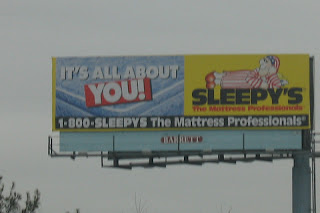 IT'S ALL ABOUT
YOU!
SLEEPY'S
The Mattress Professionals®
1-800-SLEEPYS The Mattress Professionals®
BARRETT